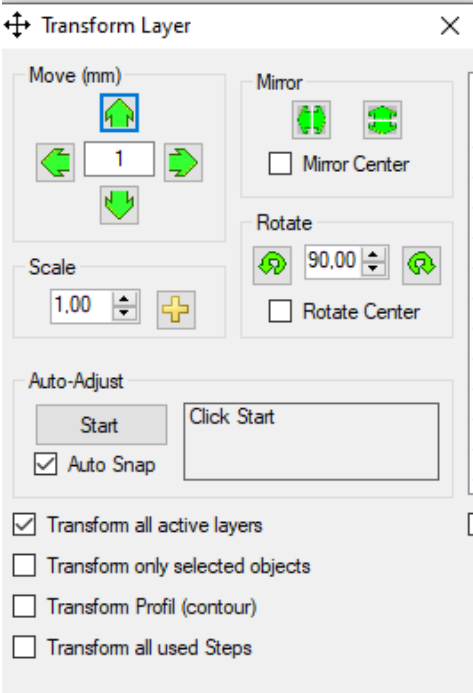 Transform Layer
Move (mm)
1
Mirror
Mirror Center
Scale
1,00
Rotate
90,00
Rotate Center
Auto-Adjust
Start
Click Start
Auto Snap
Transform all active layers
Transform only selected objects
Transform Profil (contour)
Transform all used Steps